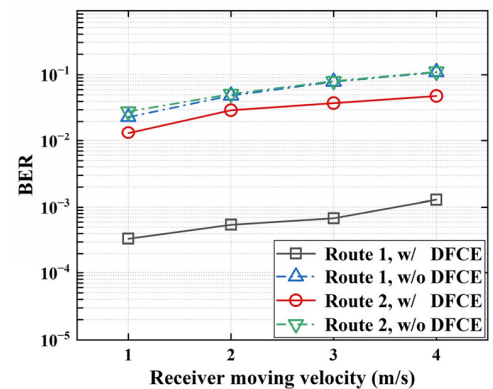 10⁻¹
10⁻²
10⁻³
10⁻⁴
10⁻⁵
BER
Route 1, w/ DFCE
Route 1, w/o DFCE
Route 2, w/ DFCE
Route 2, w/o DFCE
1 2 3 4
Receiver moving velocity (m/s)